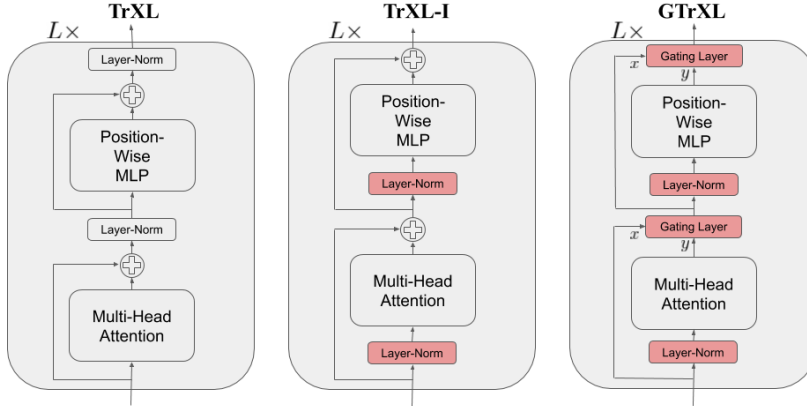 TrXL
L×
Layer-Norm
Position-
Wise
MLP
Layer-Norm
Multi-Head
Attention
TrXL-I
L×
Position-
Wise
MLP
Layer-Norm
Multi-Head
Attention
Layer-Norm
GTrXL
L×
Gating Layer
x
y
Position-
Wise
MLP
Layer-Norm
Gating Layer
x
y
Multi-Head
Attention
Layer-Norm